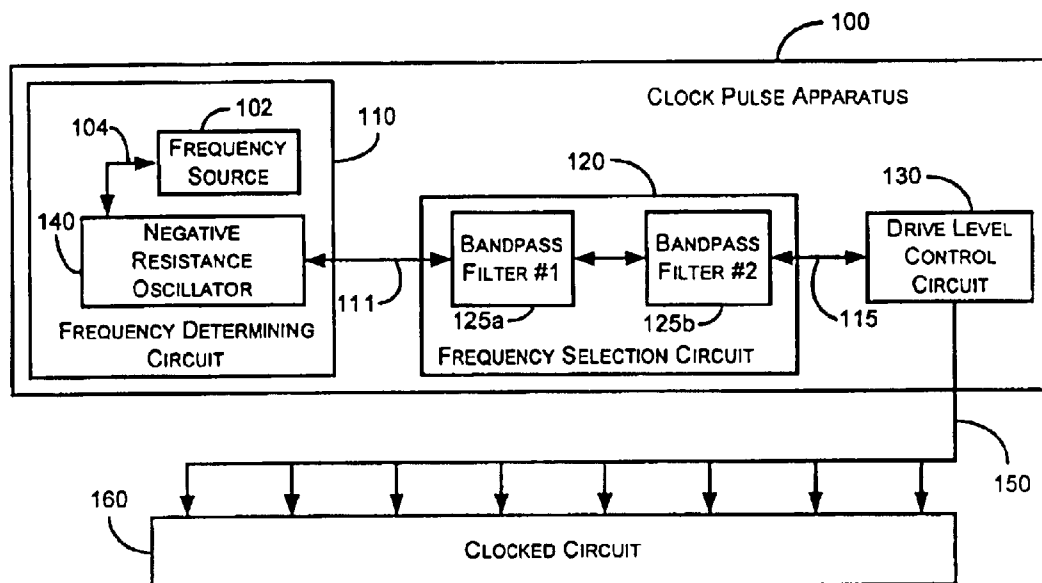 100
CLOCK PULSE APPARATUS
102
110
104
FREQUENCY
SOURCE
120
130
140
NEGATIVE
RESISTANCE
OSCILLATOR
111
BANDPASS
FILTER #1
BANDPASS
FILTER #2
DRIVE LEVEL
CONTROL
CIRCUIT
125a
125b
115
FREQUENCY DETERMINING
CIRCUIT
FREQUENCY SELECTION CIRCUIT
150
160
CLOCKED CIRCUIT